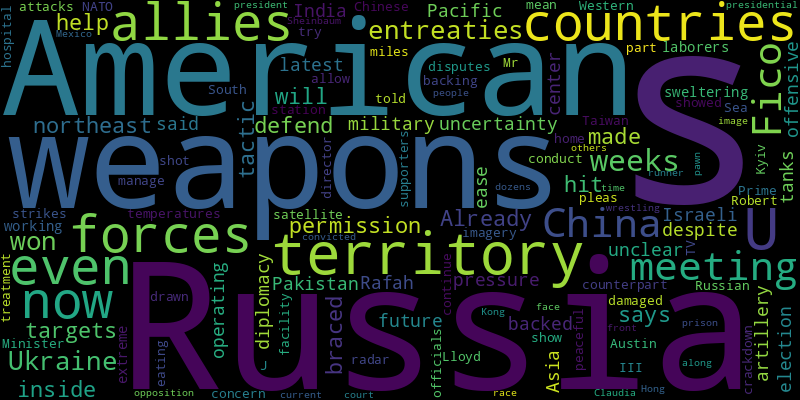 attacks NATO president India Chinese Pacific mean Western presidential
hospital help allies Sheinbaum try entreaties countries
Mexico American miles disputes Mr part laborers
latest allow backing center S sweltering Fico offensive
South will told people station showed Sea
northeast said tactic defend military uncertainty Taiwan image
weapons shot director supporters home made others Kyiv tanks
manage dozens ease conduct weeks runner
hit time pawn Prime
strikes temperatures satellite pleas Robert
working permission Already wrestling China Israeli U
won forces convicted imagery despite
even territory unclear TV meeting
treatment diplomacy Pakistan Rafah pressure counterpart Russian
now drawn operating facility braced continue Kong face damaged
targets Russia future backed says artillery election
Minister extreme radar officials show peaceful Austin front prison crackdown
Ukraine eating concern Lloyd Asia III along
inside opposition current court race Claudia Hong